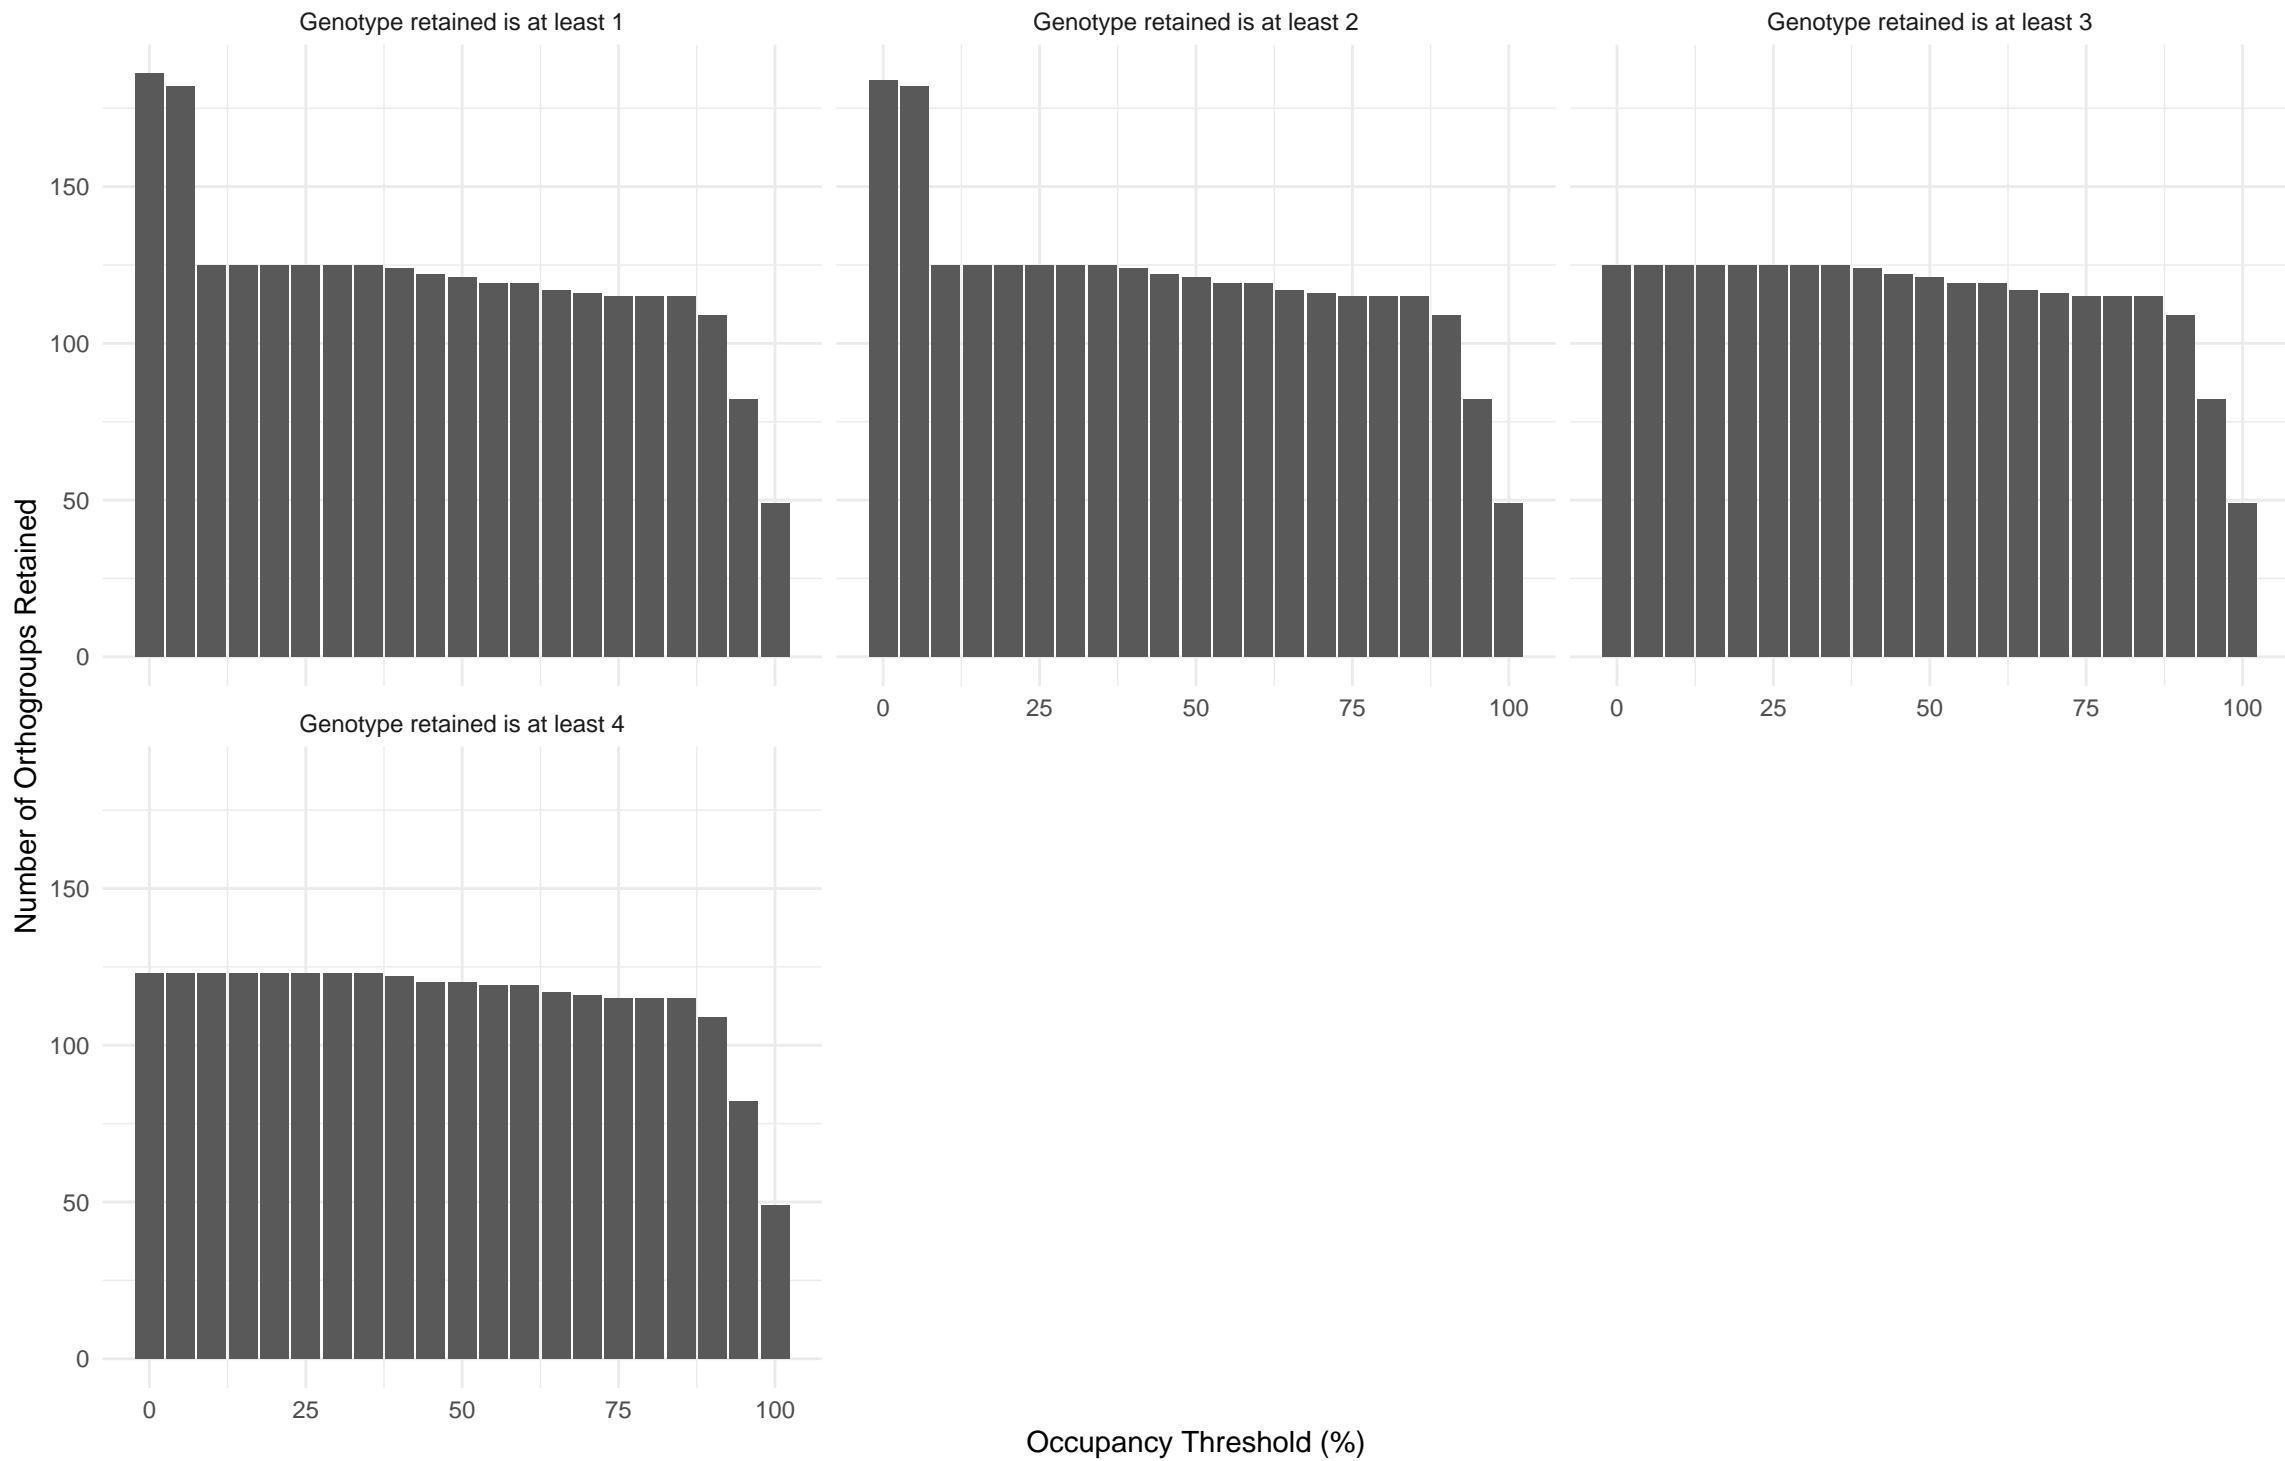 Genotype retained is at least 1
Genotype retained is at least 2
Genotype retained is at least 3
150
100
50
0
0 25 50 75 100
0 25 50 75 100
Genotype retained is at least 4
150
100
50
0
0 25 50 75 100
Number of Orthogroups Retained
Occupancy Threshold (%)